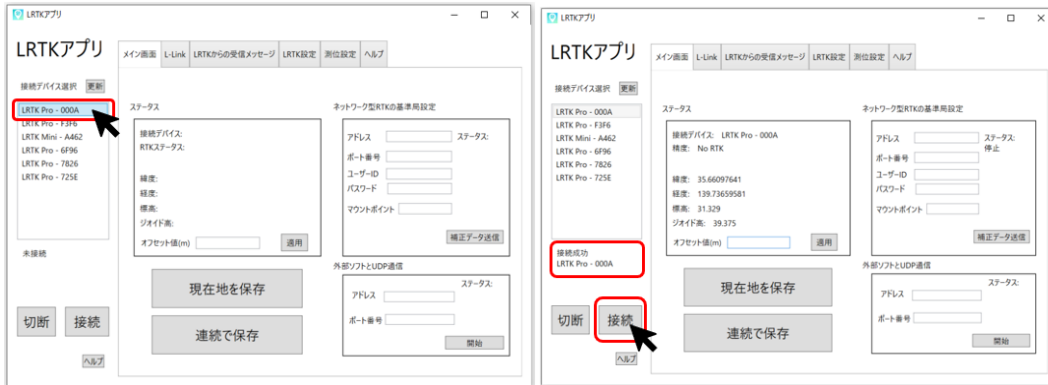 LRTKアプリ
LRTKアプリ
メイン画面 L-Link LRTKからの受信メッセージ LRTK設定 測位設定 ヘルプ
接続デバイス選択 更新
LRTK Pro - 000A
LRTK Pro - F3F6
LRTK Mini - A462
LRTK Pro - 6F96
LRTK Pro - 7826
LRTK Pro - 725E
未接続
切断 接続
ヘルプ
ステータス
接続デバイス:
RTKステータス:
緯度:
経度:
標高:
ジオイド高:
オフセット値(m) 適用
現在地を保存
連続で保存
ネットワーク型RTKの基準局設定
アドレス ステータス:
ポート番号
ユーザーID
パスワード
マウントポイント
補正データ送信
外部ソフトとUDP通信
ステータス:
アドレス
ポート番号
開始
LRTKアプリ
LRTKアプリ
メイン画面 L-Link LRTKからの受信メッセージ LRTK設定 測位設定 ヘルプ
接続デバイス選択 更新
LRTK Pro - 000A
LRTK Pro - F3F6
LRTK Mini - A462
LRTK Pro - 6F96
LRTK Pro - 7826
LRTK Pro - 725E
接続成功
LRTK Pro - 000A
切断 接続
ヘルプ
ステータス
接続デバイス: LRTK Pro - 000A
精度: No RTK
緯度: 35.66097641
経度: 139.73659581
標高: 31.329
ジオイド高: 39.375
オフセット値(m) 適用
現在地を保存
連続で保存
ネットワーク型RTKの基準局設定
アドレス ステータス:
停止
ポート番号
ユーザーID
パスワード
マウントポイント
補正データ送信
外部ソフトとUDP通信
ステータス:
アドレス
ポート番号
開始